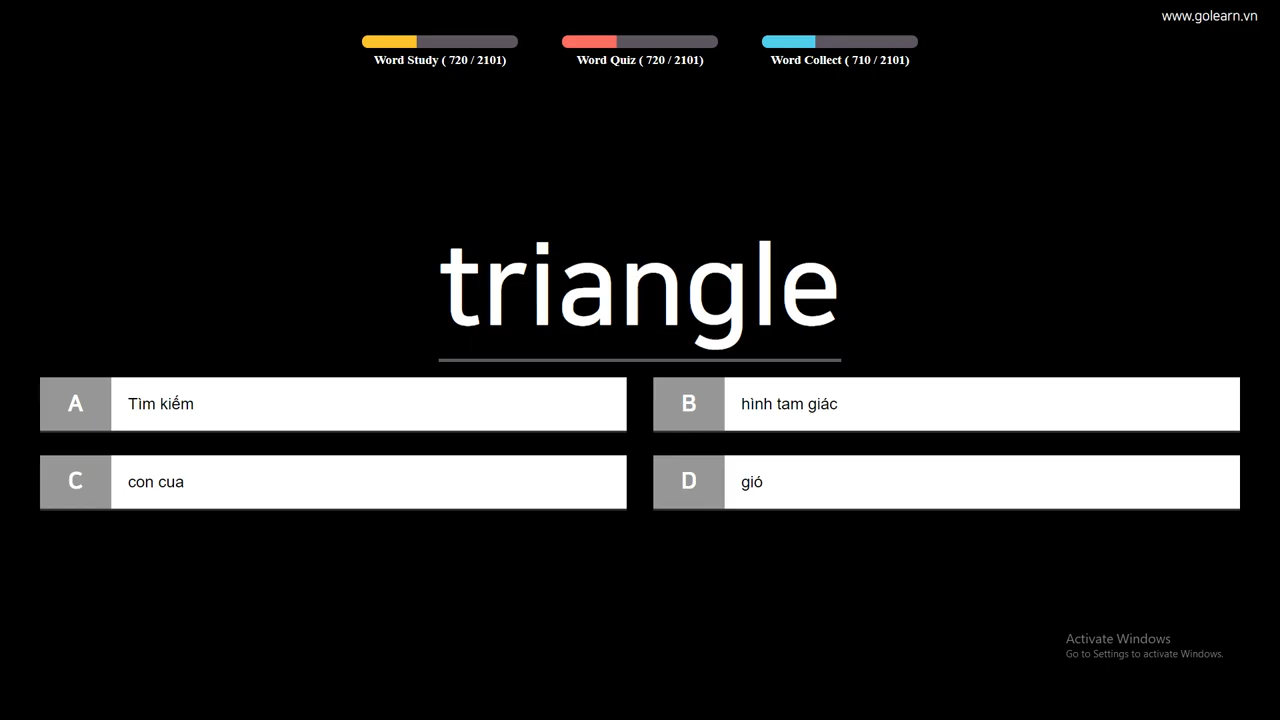 www.golearn.vn
Word Study ( 720 / 2101)
Word Quiz ( 720 / 2101)
Word Collect ( 710 / 2101)
triangle
A Tìm kiếm
B hình tam giác
C con cua
D gió
Activate Windows
Go to Settings to activate Windows.